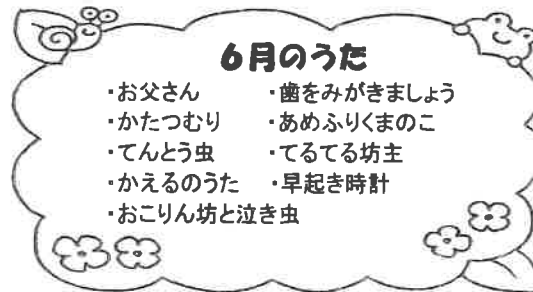 6月のうた
・お父さん ・歯をみがきましょう
・かたつむり ・あめふりくまのこ
・てんとう虫 ・てるてる坊主
・かえるのうた ・早起き時計
・おこりん坊と泣き虫